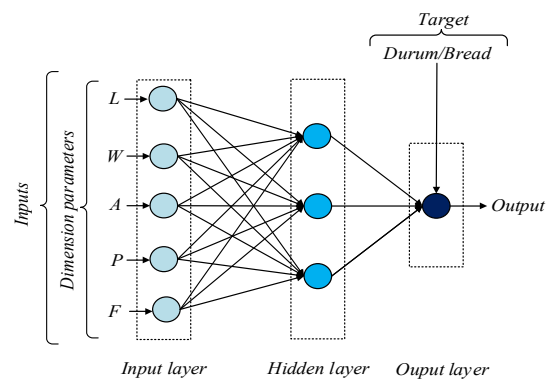 Target
Durum/Bread
Inputs
Dimension parameters
L
W
A
P
F
Output
Input layer
Hidden layer
Ouput layer